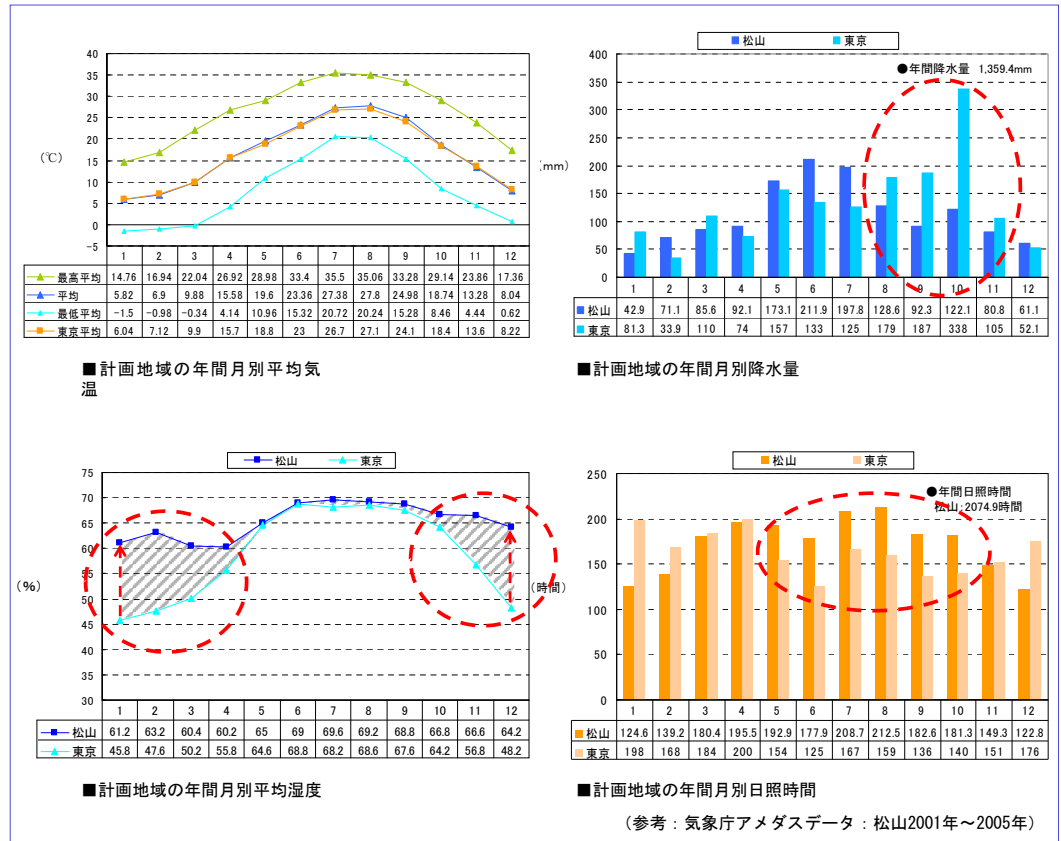 40
35
30
25
20
15
10
5
0
-5
(℃)
1 2 3 4 5 6 7 8 9 10 11 12
最高平均 14.76 16.94 22.04 26.92 28.98 33.4 35.5 35.06 33.28 29.14 23.86 17.36
平均 5.82 6.9 9.88 15.58 19.6 23.36 27.38 27.8 24.98 18.74 13.28 8.04
最低平均 -1.5 -0.98 -0.34 4.14 10.96 15.32 20.72 20.24 15.28 8.46 4.44 0.62
東京平均 6.04 7.12 9.9 15.7 18.8 23 26.7 27.1 24.1 18.4 13.6 8.22
■計画地域の年間月別平均気
温
松山 東京
●年間降水量 1,359.4mm
400
350
300
250
200
150
100
50
0
(mm)
1 2 3 4 5 6 7 8 9 10 11 12
松山 42.9 71.1 85.6 92.1 173.1 211.9 197.8 128.6 92.3 122.1 80.8 61.1
東京 81.3 33.9 110 74 157 133 125 179 187 338 105 52.1
■計画地域の年間月別降水量
松山 東京
75
70
65
60
55
50
45
40
35
30
(%)
1 2 3 4 5 6 7 8 9 10 11 12
松山 61.2 63.2 60.4 60.2 65 69 69.6 69.2 68.8 66.8 66.6 64.2
東京 45.8 47.6 50.2 55.8 64.6 68.8 68.2 68.6 67.6 64.2 56.8 48.2
■計画地域の年間月別平均湿度
松山 東京
●年間日照時間
松山:2074.9時間
250
200
150
100
50
0
(時間)
1 2 3 4 5 6 7 8 9 10 11 12
松山 124.6 139.2 180.4 195.5 192.9 177.9 208.7 212.5 182.6 181.3 149.3 122.8
東京 198 168 184 200 154 125 167 159 136 140 151 176
■計画地域の年間月別日照時間
(参考:気象庁アメダスデータ:松山2001年〜2005年)